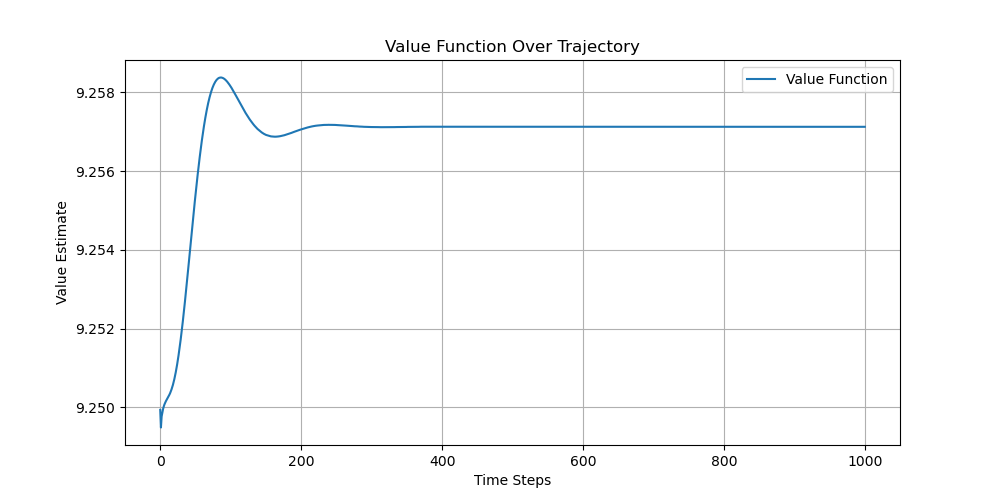 Value Function Over Trajectory
Value Function
9.258
9.256
9.254
9.252
9.250
Value Estimate
0 200 400 600 800 1000
Time Steps